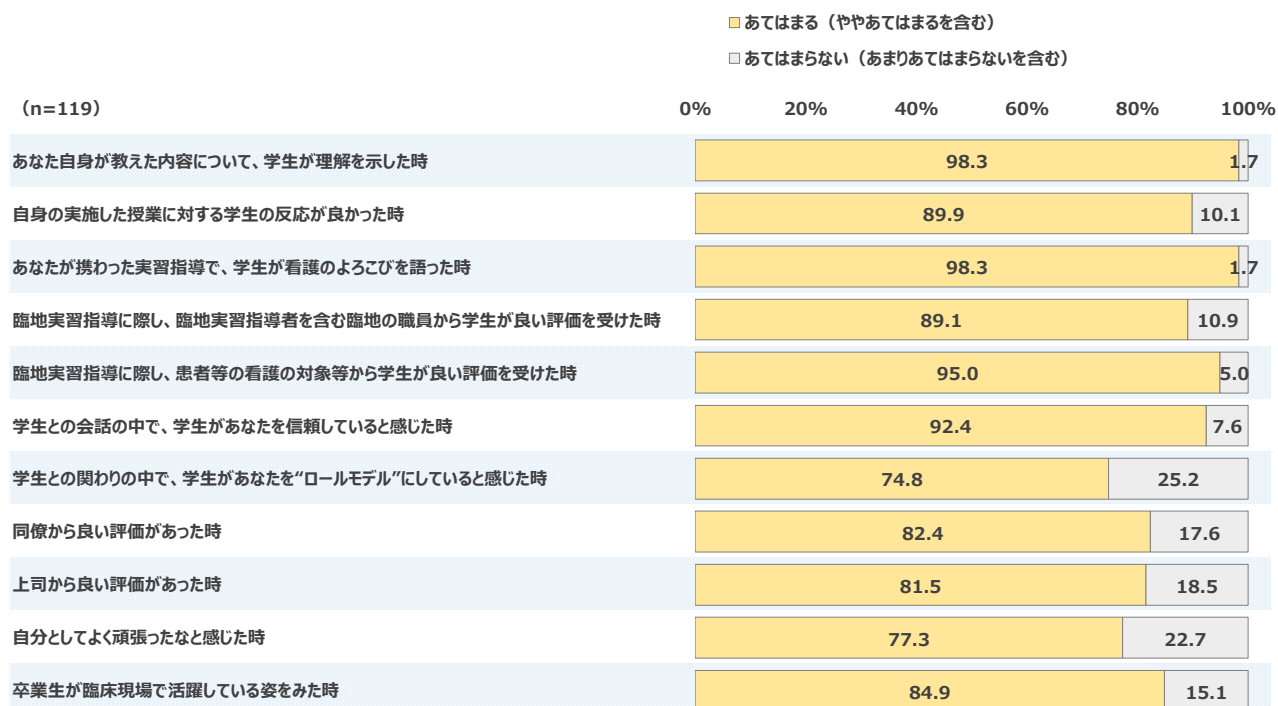 あてはまる（ややあてはまるを含む）
あてはまらない（あまりあてはまらないを含む）
（n=119） 0% 20% 40% 60% 80% 100%
あなた自身が教えた内容について、学生が理解を示した時 98.3 1.7
自身の実施した授業に対する学生の反応が良かった時 89.9 10.1
あなたが携わった実習指導で、学生が看護のよろこびを語った時 98.3 1.7
臨地実習指導に際し、臨地実習指導者を含む臨地の職員から学生が良い評価を受けた時 89.1 10.9
臨地実習指導に際し、患者等の看護の対象等から学生が良い評価を受けた時 95.0 5.0
学生との会話の中で、学生があなたを信頼していると感じた時 92.4 7.6
学生との関わりの中で、学生があなたを“ロールモデル”にしていると感じた時 74.8 25.2
同僚から良い評価があった時 82.4 17.6
上司から良い評価があった時 81.5 18.5
自分としてよく頑張ったなと感じた時 77.3 22.7
卒業生が臨床現場で活躍している姿をみた時 84.9 15.1